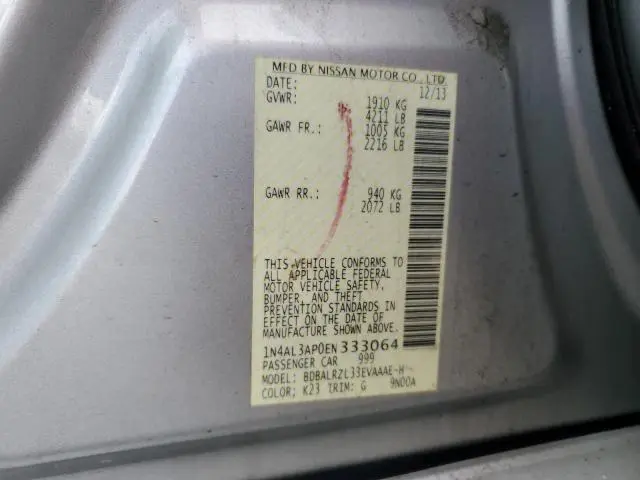 MFD BY NISSAN MOTOR CO., LTD.
DATE: 12/13
GVWR: 1910 KG
4211 LB
GAWR FR.: 1005 KG
2216 LB
GAWR RR.: 940 KG
2072 LB
THIS VEHICLE CONFORMS TO
ALL APPLICABLE FEDERAL
MOTOR VEHICLE SAFETY,
BUMPER, AND THEFT
PREVENTION STANDARDS IN
EFFECT ON THE DATE OF
MANUFACTURE SHOWN ABOVE.
1N4AL3AP0EN333064
PASSENGER CAR 999
MODEL: BDBALRZL33EVAAAE-H
COLOR; K23 TRIM: G 9N00A